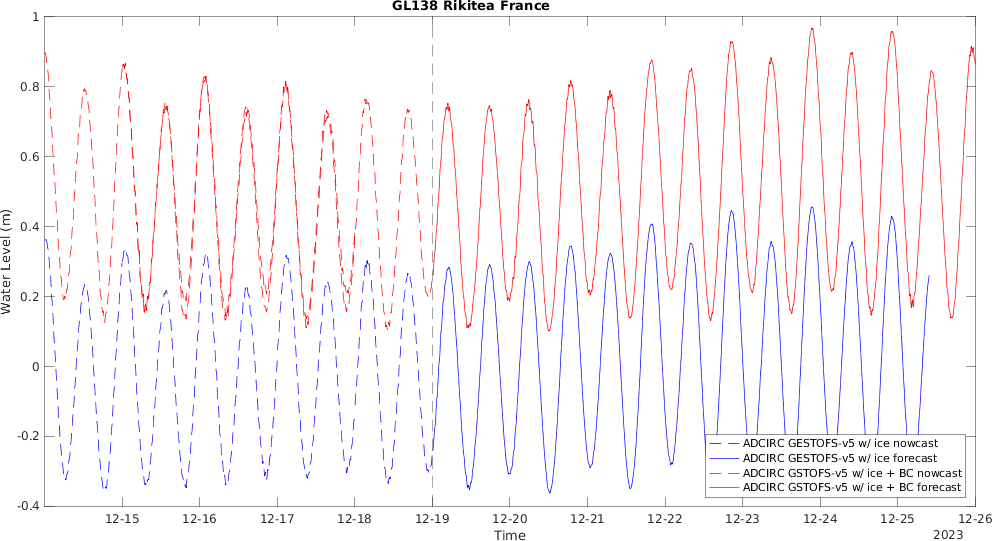 GL138 Rikitea France
Water Level (m)
1
0.8
0.6
0.4
0.2
0
-0.2
-0.4
ADCIRC GESTOFS-v5 w/ ice nowcast
ADCIRC GESTOFS-v5 w/ ice forecast
ADCIRC GSTOFS-v5 w/ ice + BC nowcast
ADCIRC GSTOFS-v5 w/ ice + BC forecast
12-15 12-16 12-17 12-18 12-19 12-20 12-21 12-22 12-23 12-24 12-25 12-26
Time
2023